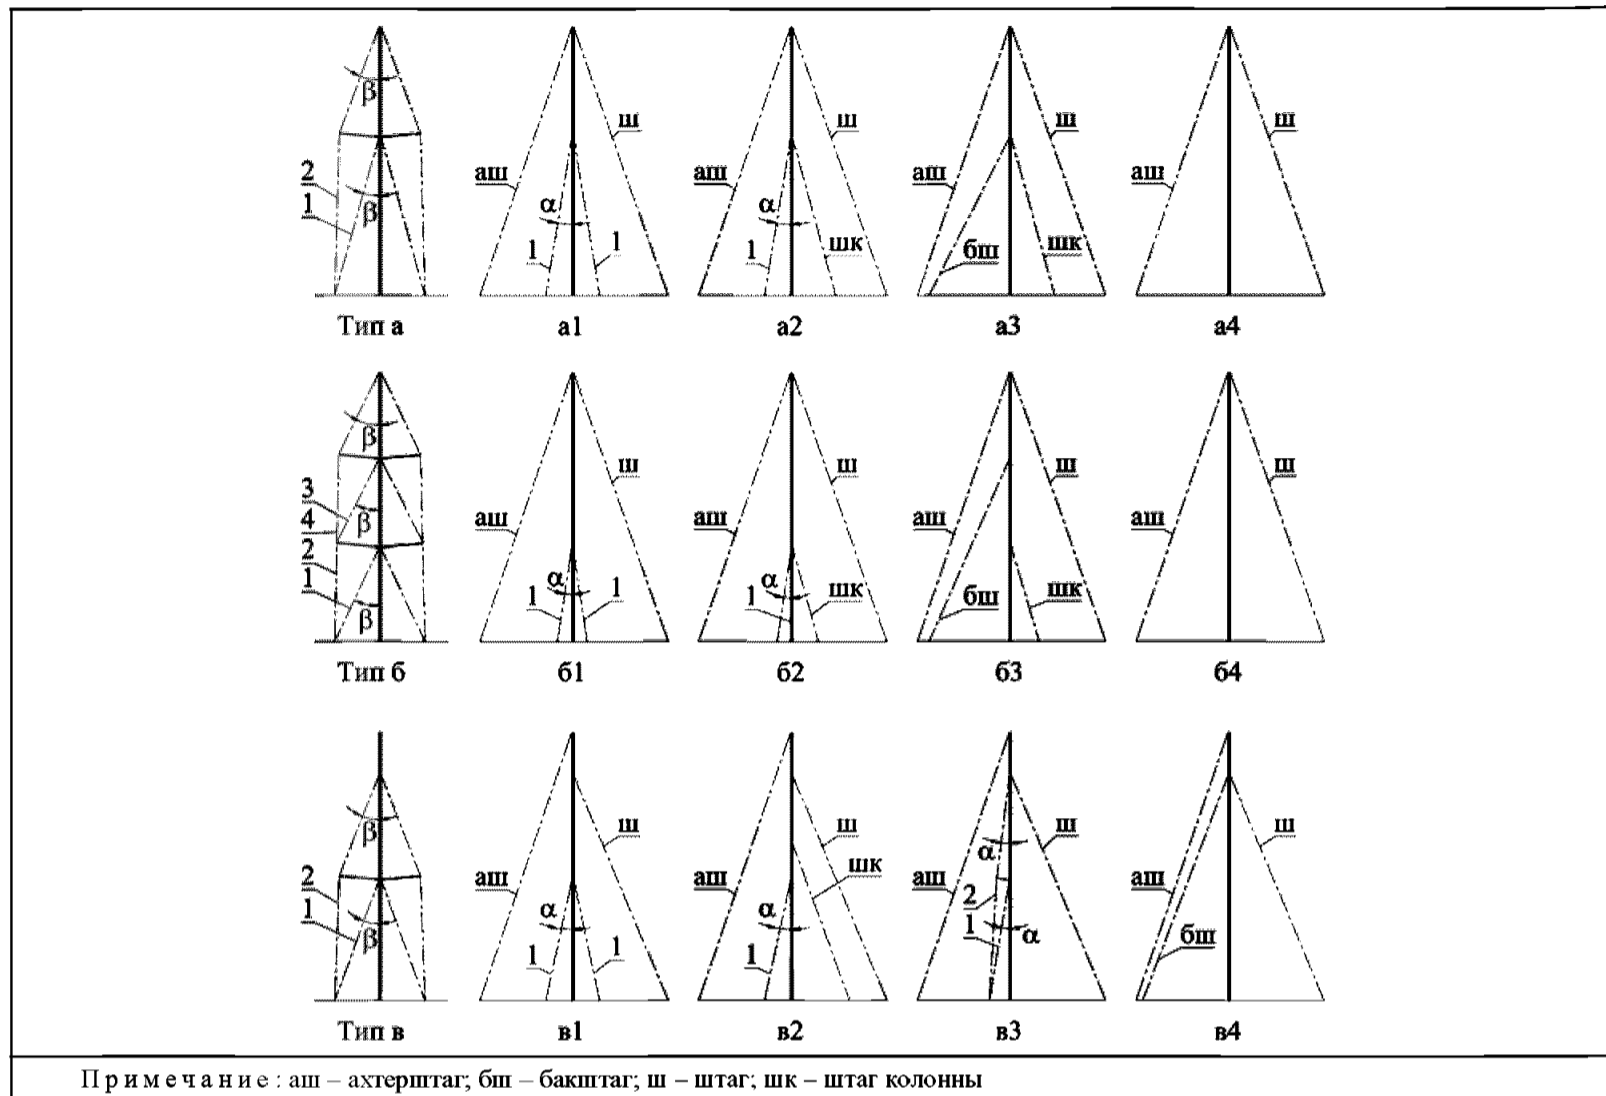 β
2
1
β
Тип а
аш
ш
α
1
1
а1
аш
ш
α
1
шк
а2
аш
ш
бш
шк
а3
аш
ш
а4
β
3
4
β
2
1
β
Тип б
ш
аш
α
1
1
б1
ш
аш
α
1
шк
б2
ш
аш
бш
шк
б3
ш
аш
б4
β
2
1
β
Тип в
ш
аш
α
1
1
в1
ш
шк
аш
α
1
в2
ш
α
аш
2
1
α
в3
ш
аш
бш
в4
Примечание: аш – ахтерштаг; бш – бакштаг; ш – штаг; шк – штаг колонны